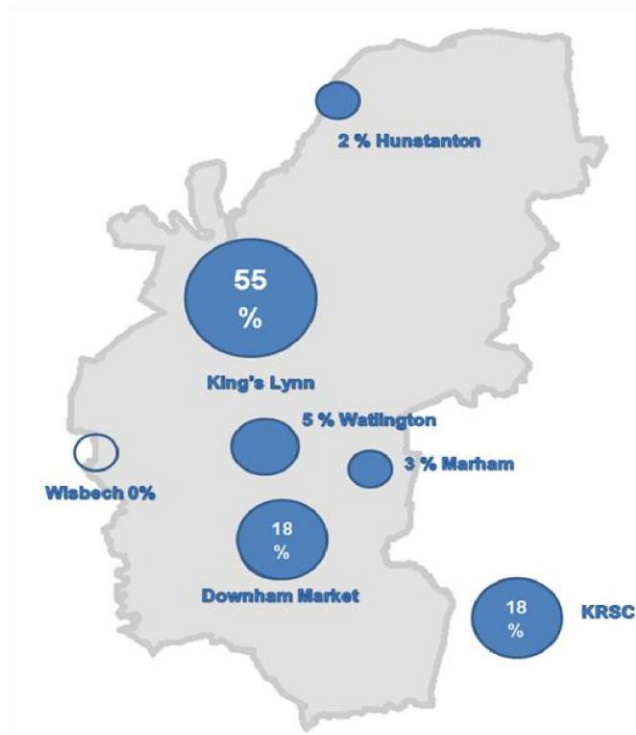 2 % Hunstanton
55
%
King's Lynn
5 % Watlington
3 % Marham
Wisbech 0%
18
%
Downham Market
18
%
KRSC